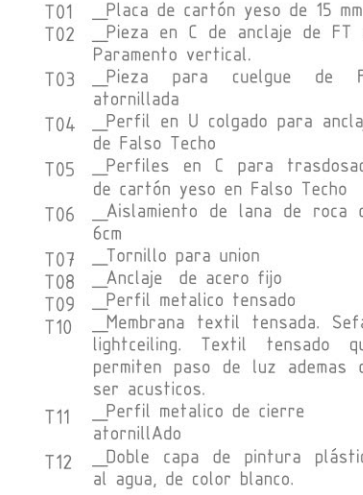 T01 _Placa de cartón yeso de 15 mm
T02 _Pieza en C de anclaje de FT
Paramento vertical.
T03 _Pieza para cuelgue de
atornillada
T04 _Perfil en U colgado para
de Falso Techo
T05 _Perfiles en C para
de cartón yeso en Falso Techo
T06 _Aislamiento de lana de roca
6cm
T07 _Tornillo para union
T08 _Anclaje de acero fijo
T09 _Perfil metalico tensado
T10 _Membrana textil tensada.
lightceiling. Textil tensado
permiten paso de luz ademas
ser acusticos.
T11 _Perfil metalico de cierre
atornillAdo
T12 _Doble capa de pintura
al agua, de color blanco.